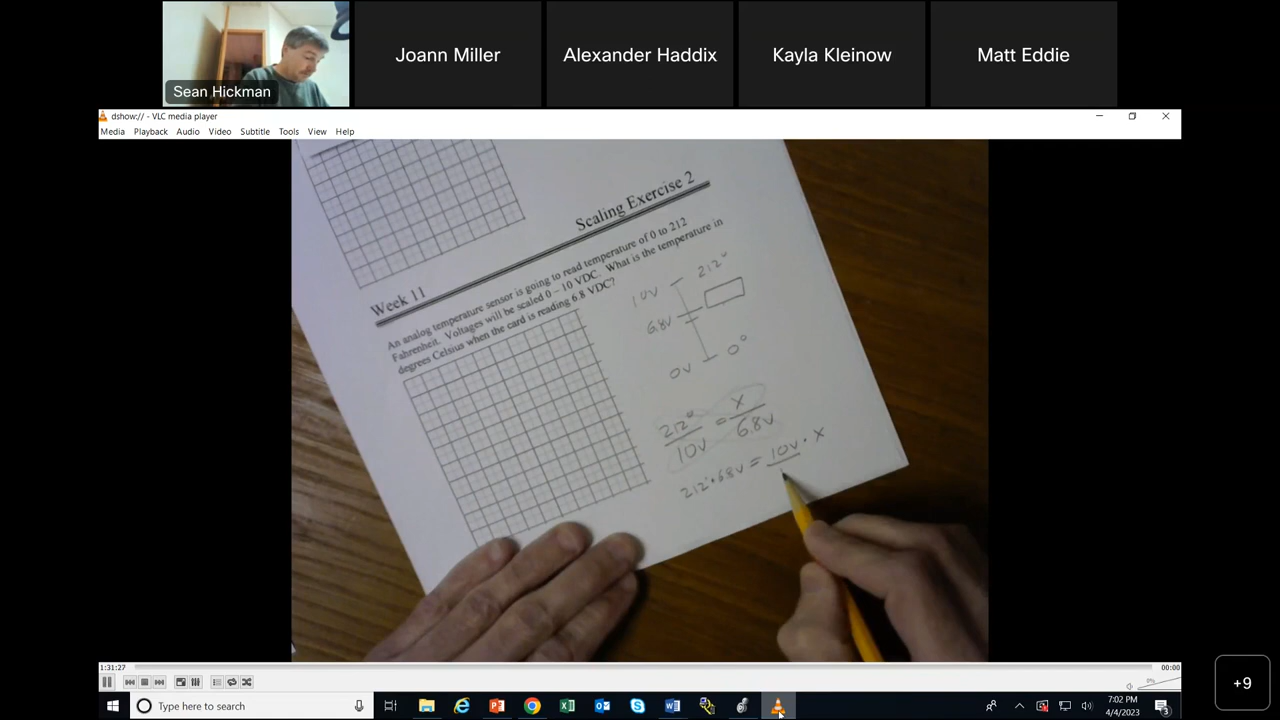 Joann Miller
Alexander Haddix
Kayla Kleinow
Matt Eddie
Sean Hickman
dshow:// - VLC media player
Media Playback Audio Video Subtitle Tools View Help
Scaling Exercise 2
Week 11
An analog temperature sensor is going to read temperature of 0 to 212
Fahrenheit. Voltages will be scaled 0 – 10 VDC. What is the temperature in
degrees Celsius when the card is reading 6.8 VDC?
10V 212°
6.8V
0V 0°
212°/10V = X/6.8V
212°•6.8V = 10V • X
1:31:27
00:00
0%
+9
Type here to search
7:02 PM
4/4/2023
3